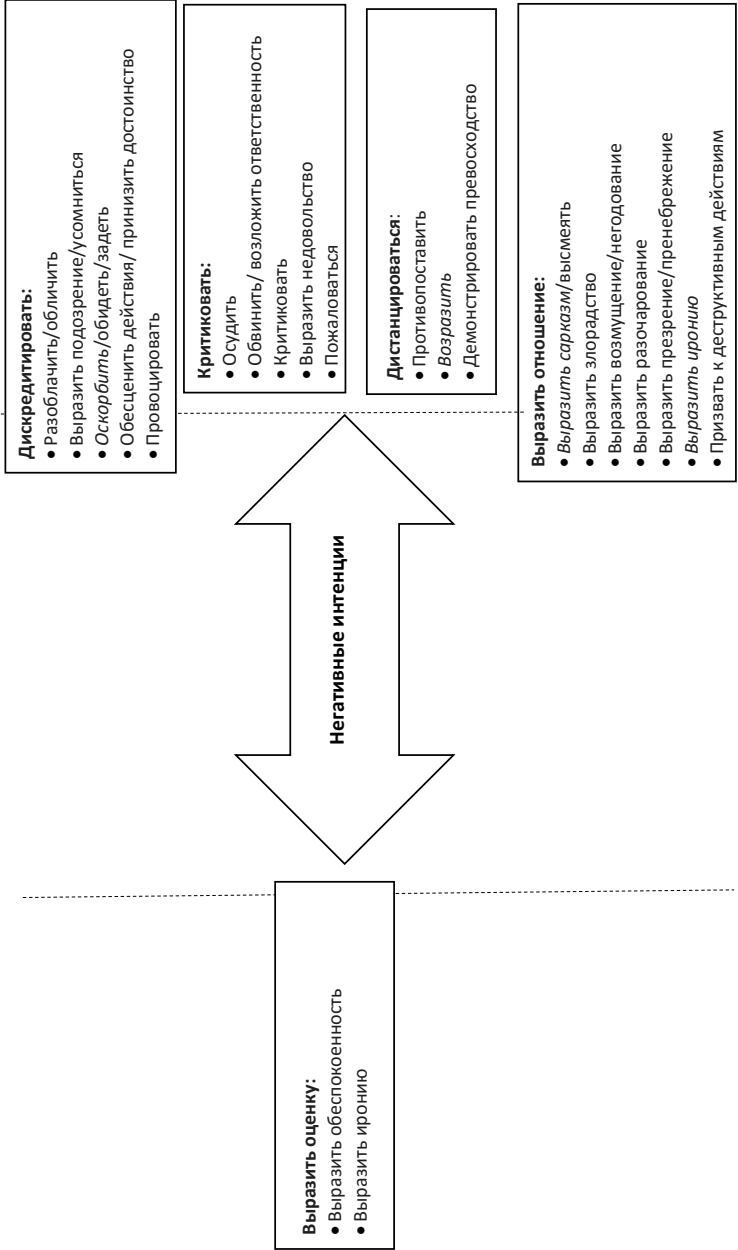 Выразить оценку:
• Выразить обеспокоенность
• Выразить иронию
Негативные интенции
Дискредитировать:
• Разоблачить/обличить
• Выразить подозрение/усомниться
• Оскорбить/обидеть/задеть
• Обесценить действия/ принизить достоинство
• Провоцировать
Критиковать:
• Осудить
• Обвинить/ возложить ответственность
• Критиковать
• Выразить недовольство
• Пожаловаться
Дистанцироваться:
• Противопоставить
• Возразить
• Демонстрировать превосходство
Выразить отношение:
• Выразить сарказм/высмеять
• Выразить злорадство
• Выразить возмущение/негодование
• Выразить разочарование
• Выразить презрение/пренебрежение
• Выразить иронию
• Призвать к деструктивным действиям